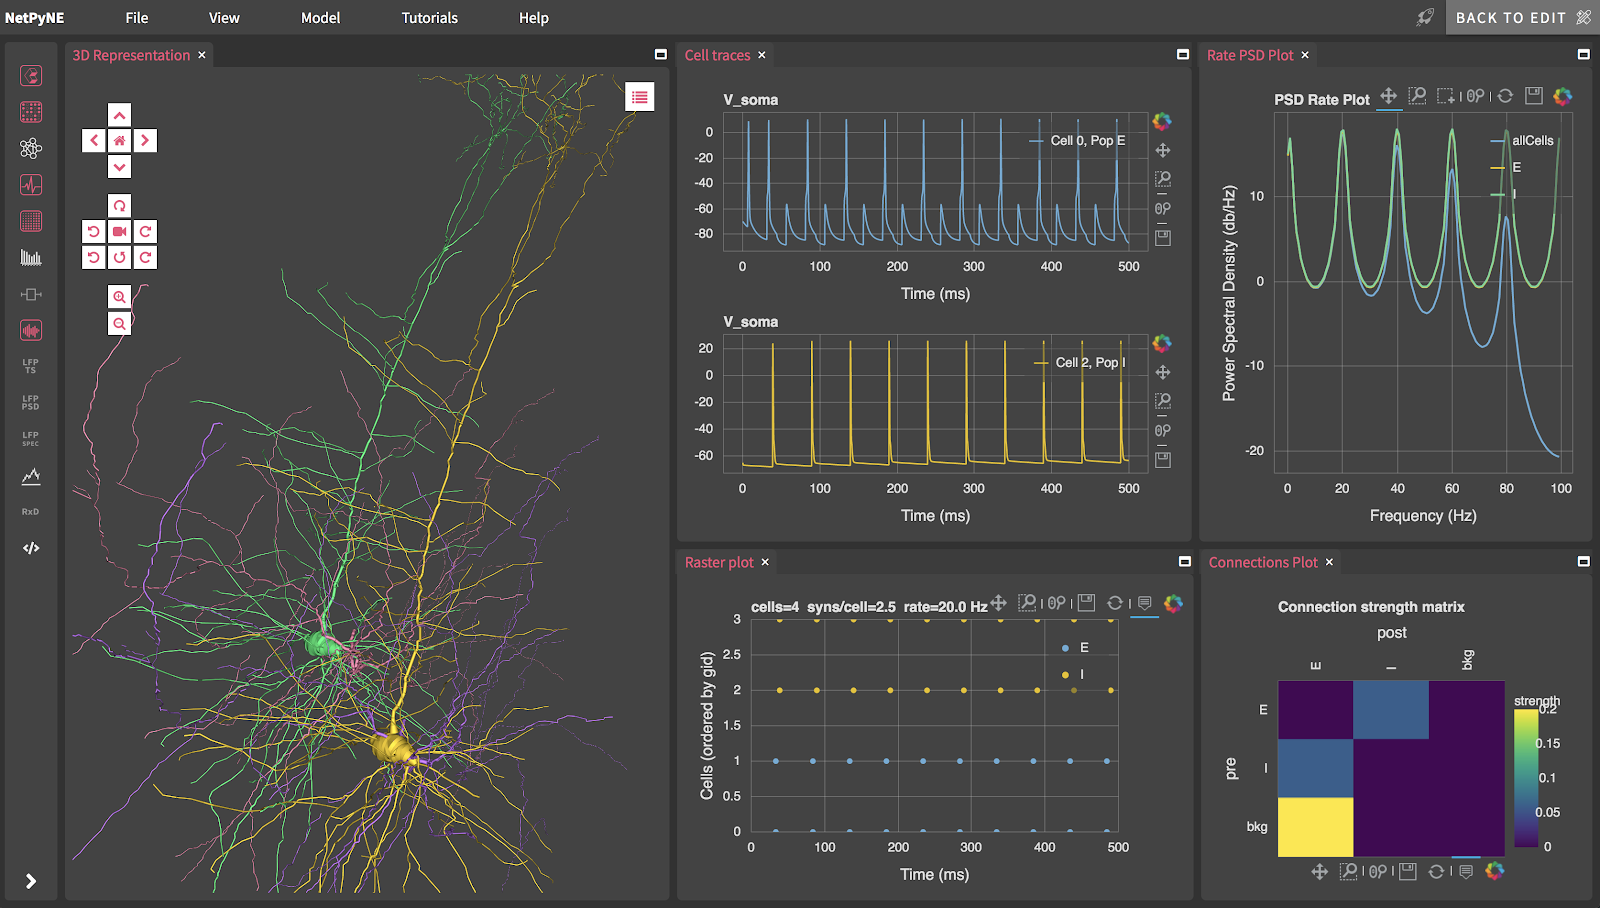 NetPyNE File View Model Tutorials Help BACK TO EDIT
LFP
TS
LFP
PSD
LFP
SPEC
RxD
</>
3D Representation ×
Cell traces ×
V_soma
Cell 0, Pop E
0
-20
-40
-60
-80
0 100 200 300 400 500
Time (ms)
V_soma
Cell 2, Pop I
20
0
-20
-40
-60
0 100 200 300 400 500
Time (ms)
Rate PSD Plot ×
PSD Rate Plot
allCells
E
I
Power Spectral Density (db/Hz)
10
0
-10
-20
0 20 40 60 80 100
Frequency (Hz)
Raster plot ×
cells=4 syns/cell=2.5 rate=20.0 Hz
E
I
Cells (ordered by gid)
3
2.5
2
1.5
1
0.5
0
0 100 200 300 400 500
Time (ms)
Connections Plot ×
Connection strength matrix
post
E I bkg
pre
E
I
bkg
strength
0.2
0.15
0.1
0.05
0